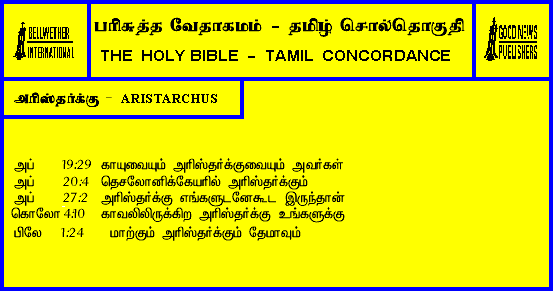 BELLWETHER INTERNATIONAL
பரிசுத்த வேதாகமம் - தமிழ் சொல்தொகுதி
THE HOLY BIBLE - TAMIL CONCORDANCE
GOOD NEWS PUBLISHERS
அரிஸ்தர்க்கு - ARISTARCHUS
அப் 19:29 காயுவையும் அரிஸ்தர்க்குவையும் அவர்கள்
அப் 20:4 தெசலோனிக்கேயரில் அரிஸ்தர்க்கும்
அப் 27:2 அரிஸ்தர்க்கு எங்களுடனேகூட இருந்தான்
கொலோ 4:10 காவலிலிருக்கிற அரிஸ்தர்க்கு உங்களுக்கு
பிலே 1:24 மாற்கும் அரிஸ்தர்க்கும் தேமாவும்